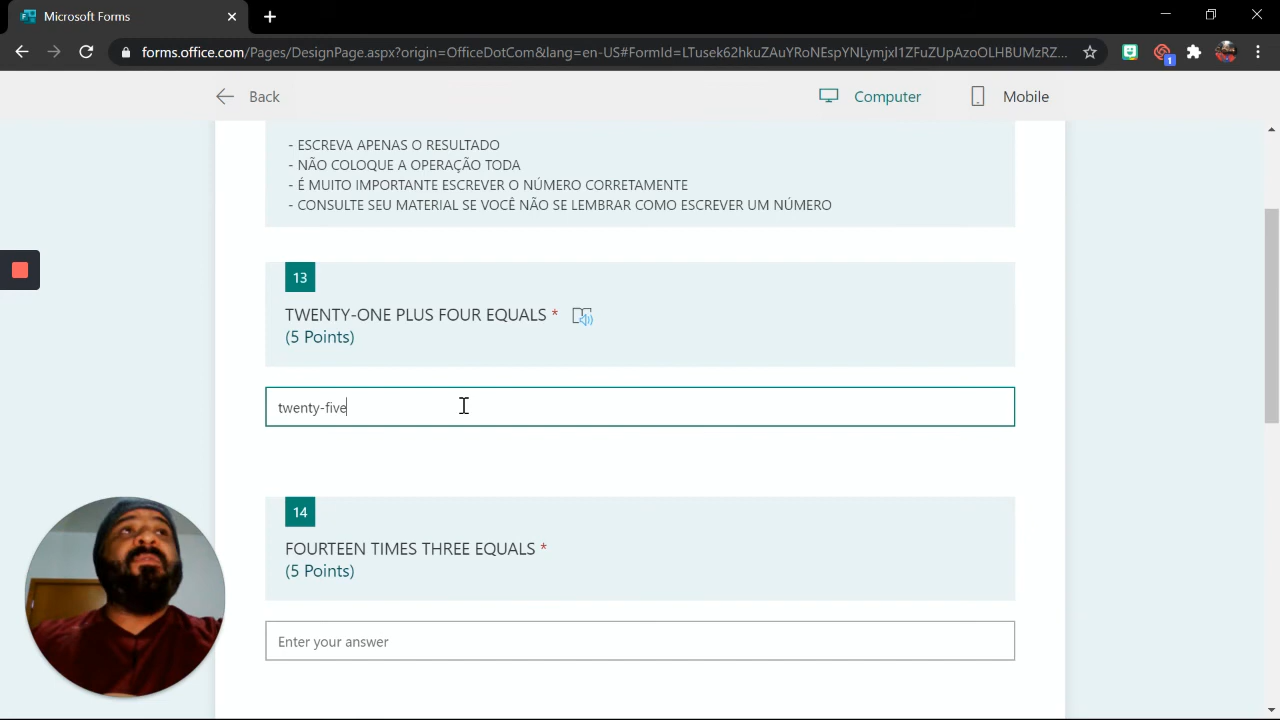 Microsoft Forms
forms.office.com/Pages/DesignPage.aspx?origin=OfficeDotCom&lang=en-US#FormId=LTusek62hkuZAuYRoNEspYNLymjxl1ZFuZUpAzoOLHBUMzRZ...
1
Back
Computer
Mobile
- ESCREVA APENAS O RESULTADO
- NÃO COLOQUE A OPERAÇÃO TODA
- É MUITO IMPORTANTE ESCREVER O NÚMERO CORRETAMENTE
- CONSULTE SEU MATERIAL SE VOCÊ NÃO SE LEMBRAR COMO ESCREVER UM NÚMERO
13
TWENTY-ONE PLUS FOUR EQUALS *
(5 Points)
twenty-five
14
FOURTEEN TIMES THREE EQUALS *
(5 Points)
Enter your answer